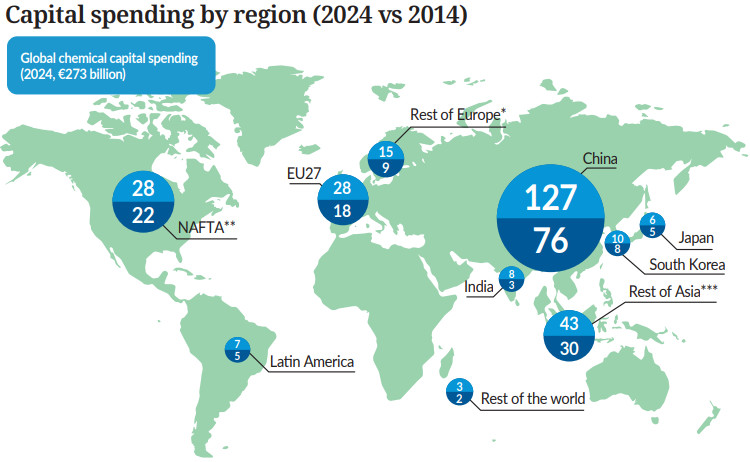 Capital spending by region (2024 vs 2014)
Global chemical capital spending
(2024, €273 billion)
Rest of Europe*
15
9
China
127
76
EU27
28
18
28
22
NAFTA**
6
5
Japan
10
8
South Korea
8
3
India
Rest of Asia***
43
30
7
5
Latin America
3
2
Rest of the world